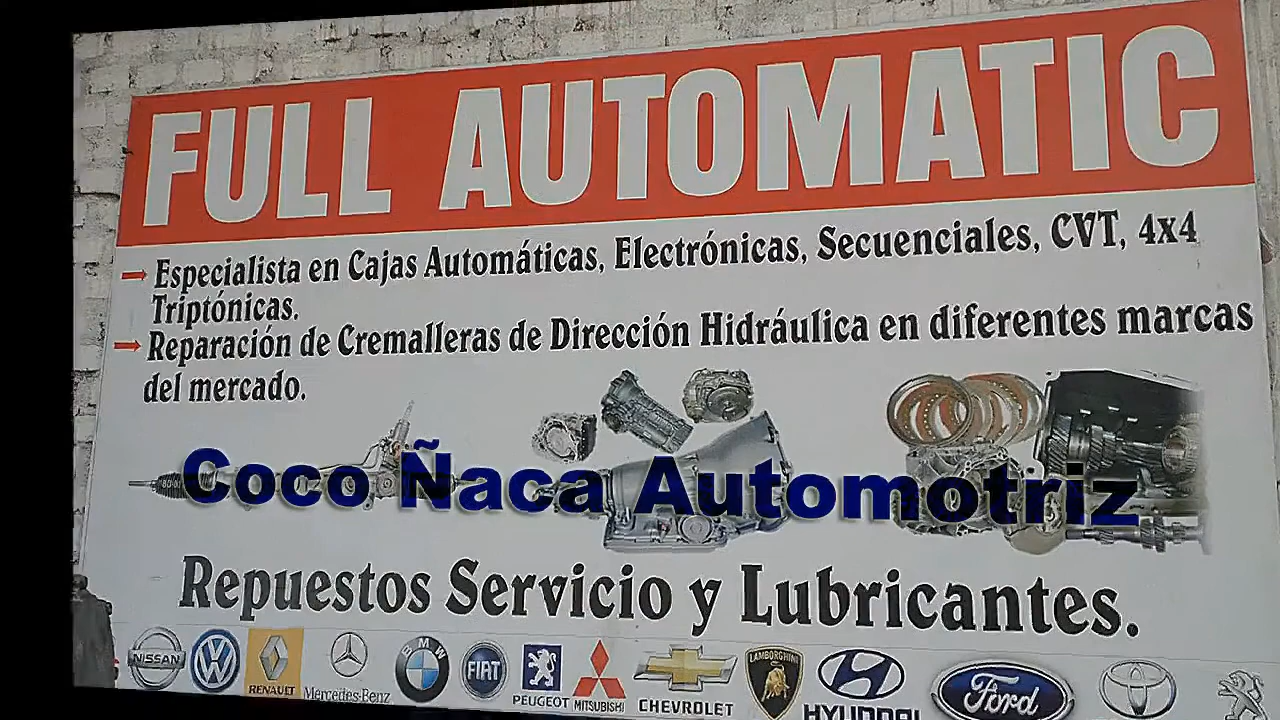 FULL AUTOMATIC
Especialista en Cajas Automáticas, Electrónicas, Secuenciales, CVT, 4x4
Triptónicas.
Reparación de Cremalleras de Dirección Hidráulica en diferentes marcas
del mercado.
Coco Ñaca Automotriz
Repuestos Servicio y Lubricantes.
NISSAN
RENAULT
Mercedes-Benz
BMW
FIAT
PEUGEOT
MITSUBISHI
CHEVROLET
LAMBORGHINI
HYUNDAI
Ford